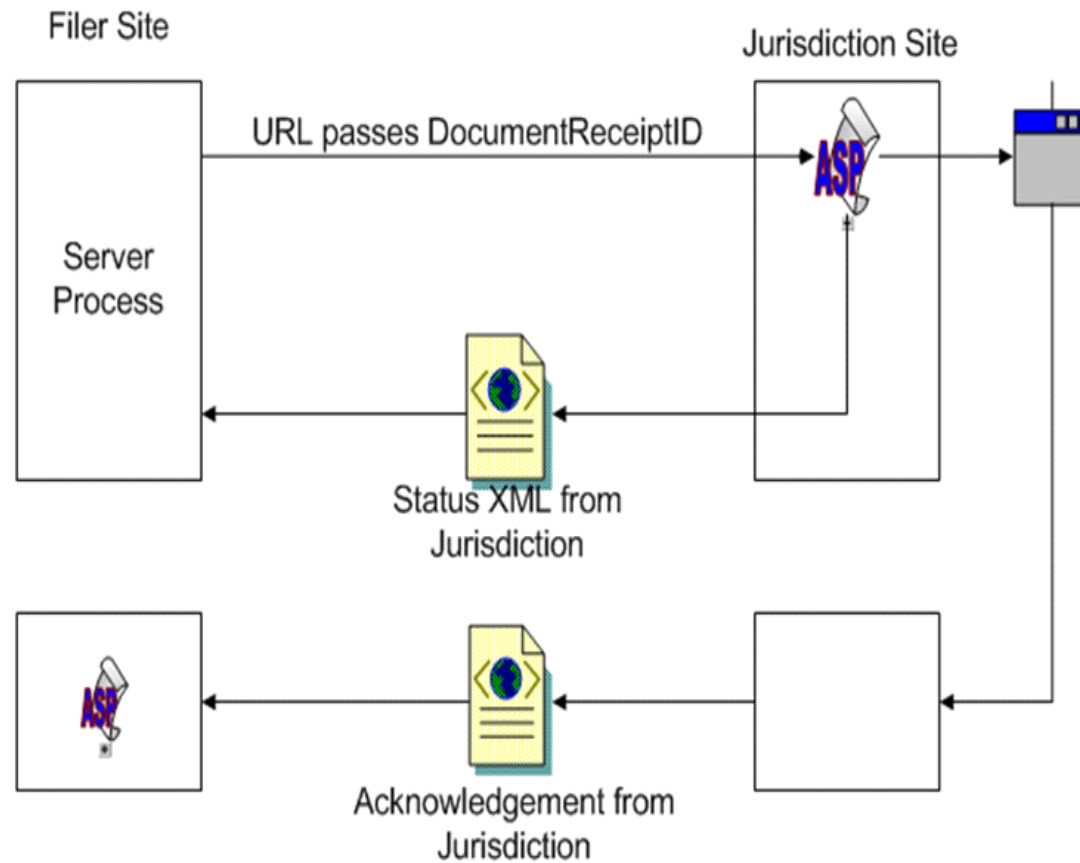 Filer Site
Jurisdiction Site
URL passes DocumentReceiptID
ASP
Server
Process
Status XML from
Jurisdiction
ASP
Acknowledgement from
Jurisdiction